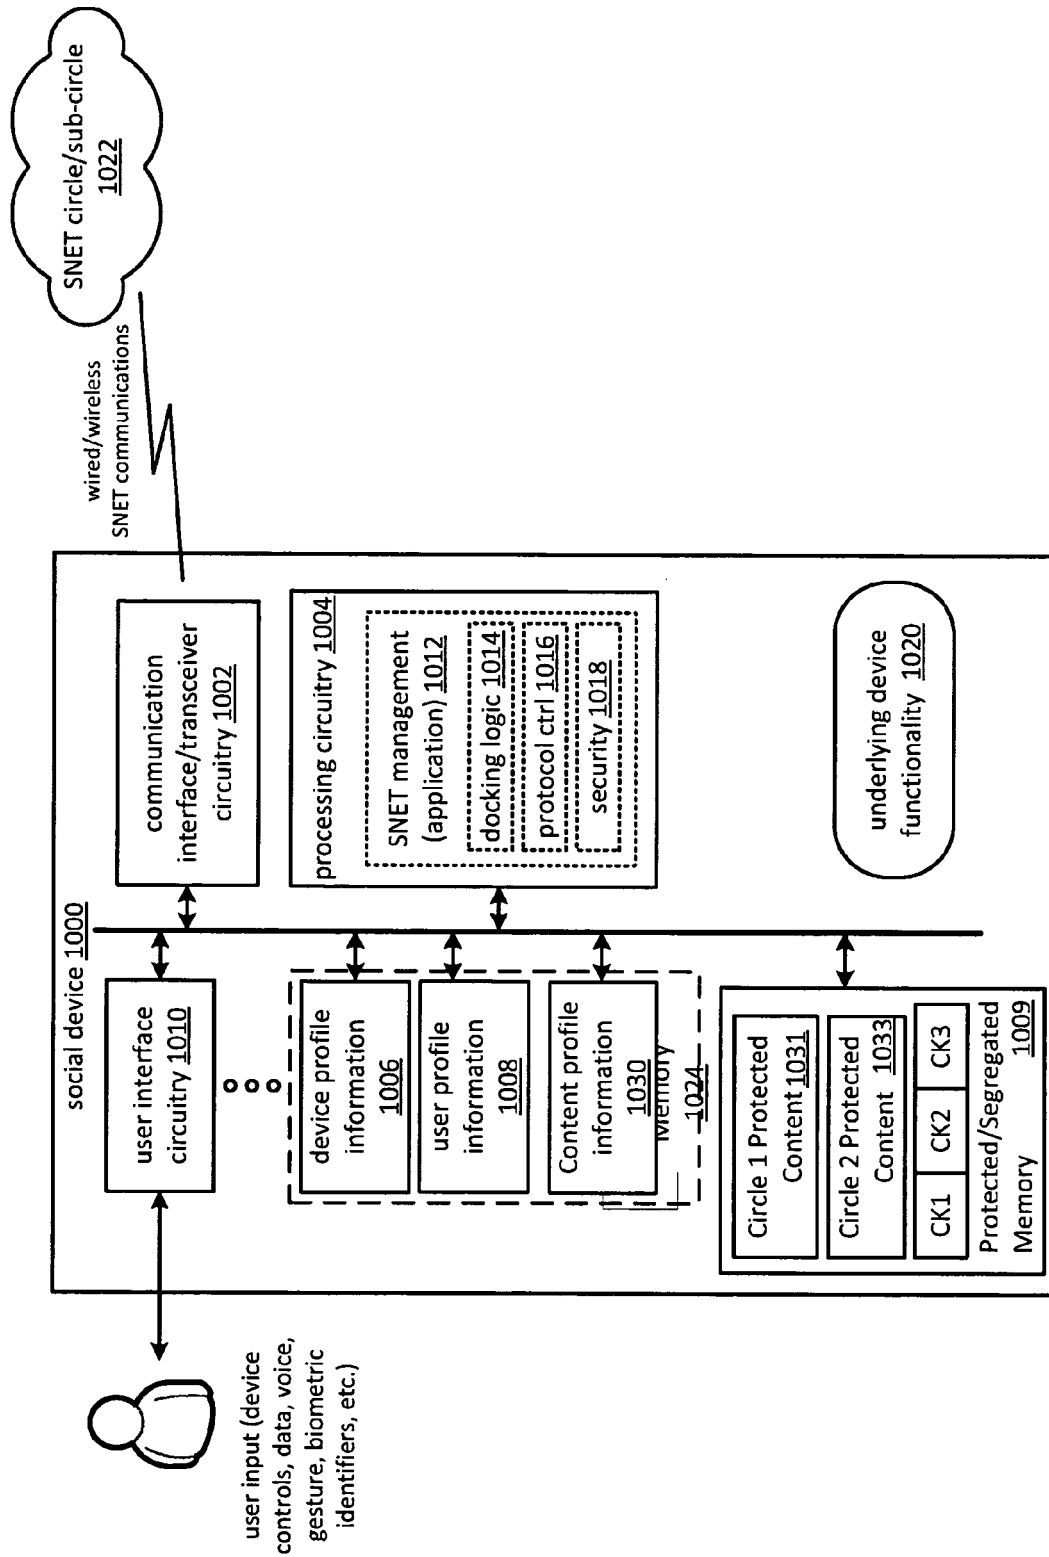 SNET circle/sub-circle
1022
wired/wireless
SNET communications
social device 1000
communication
interface/transceiver
circuitry 1002
processing circuitry 1004
SNET management
(application) 1012
docking logic 1014
protocol ctrl 1016
security 1018
underlying device
functionality 1020
user interface
circuitry 1010
device profile
information
1006
user profile
information
1008
Content profile
information
1030
Memory
1024
Circle 1 Protected
Content 1031
Circle 2 Protected
Content 1033
CK1
CK2
CK3
Protected/Segregated
Memory 1009
user input (device
controls, data, voice,
gesture, biometric
identifiers, etc.)